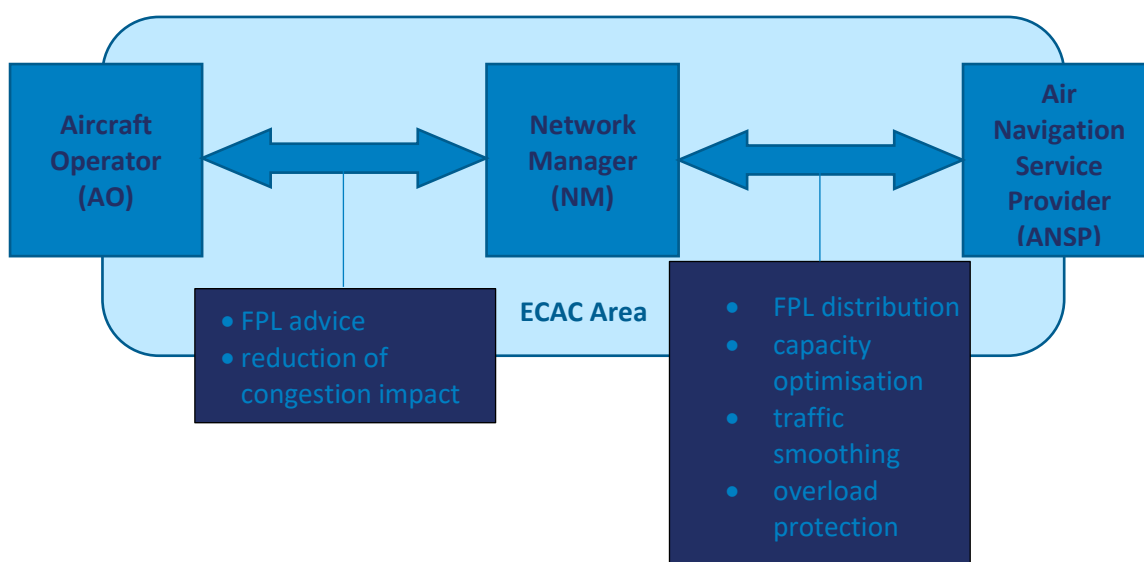 Aircraft
Operator
(AO)
Network
Manager
(NM)
Air
Navigation
Service
Provider
(ANSP)
• FPL advice
• reduction of
congestion impact
ECAC Area
• FPL distribution
• capacity
optimisation
• traffic
smoothing
• overload
protection